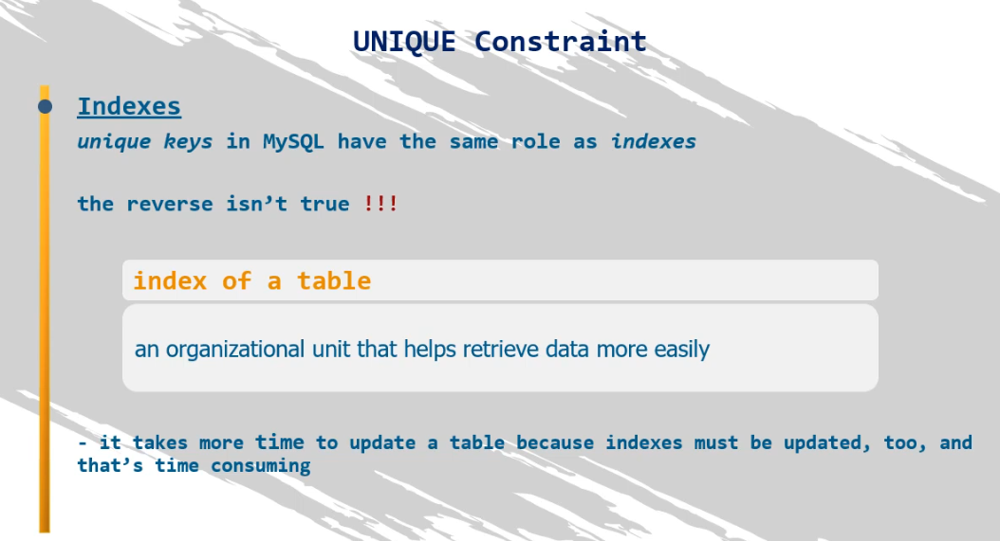 UNIQUE Constraint
Indexes
unique keys in MySQL have the same role as indexes
the reverse isn’t true !!!
index of a table
an organizational unit that helps retrieve data more easily
- it takes more time to update a table because indexes must be updated, too, and
that’s time consuming